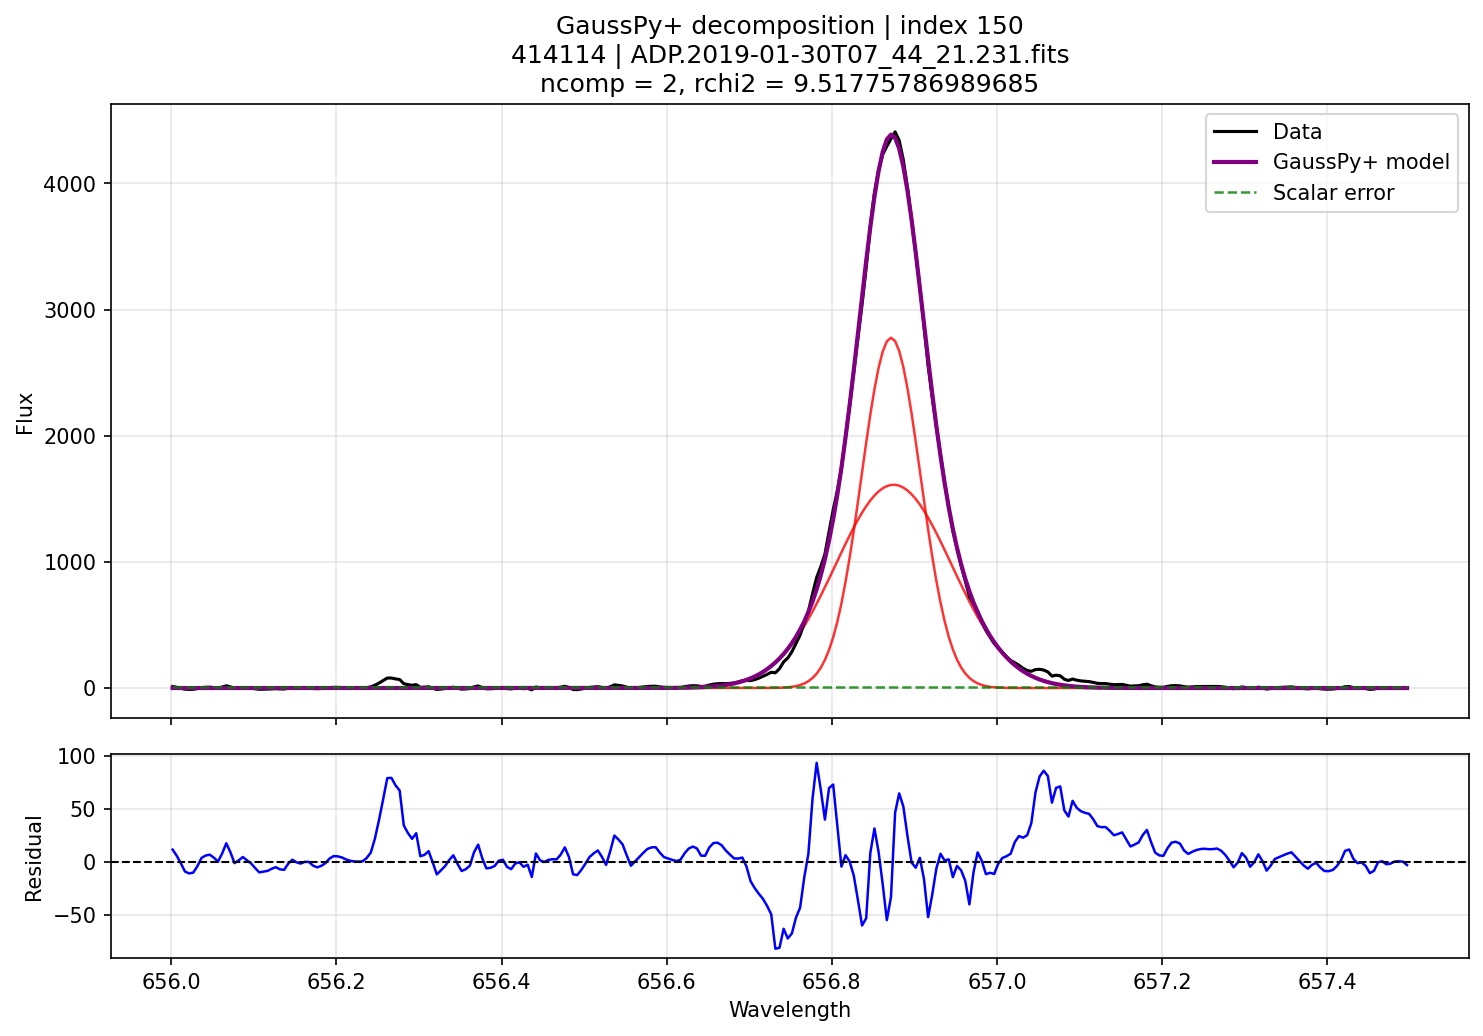 GaussPy+ decomposition | index 150
414114 | ADP.2019-01-30T07_44_21.231.fits
ncomp = 2, rchi2 = 9.51775786989685
Data
GaussPy+ model
Scalar error
4000
3000
2000
1000
0
Flux
100
50
0
−50
Residual
656.0 656.2 656.4 656.6 656.8 657.0 657.2 657.4
Wavelength